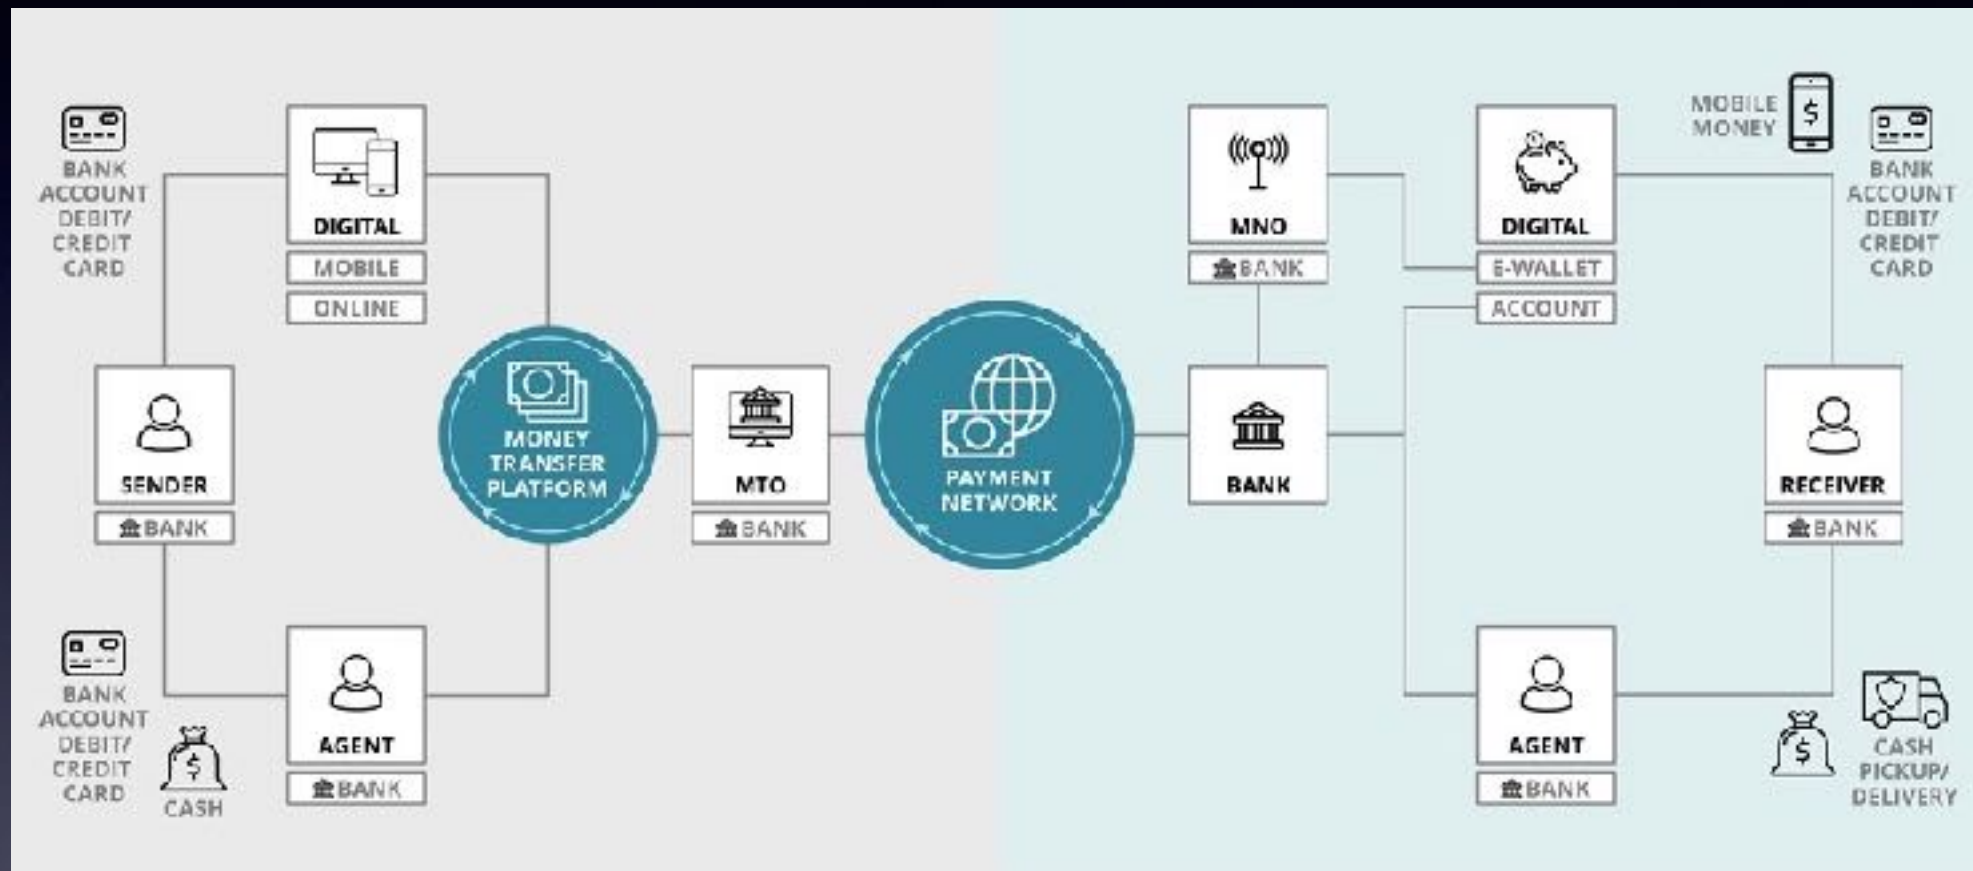 BANK
ACCOUNT
DEBIT/
CREDIT
CARD
DIGITAL
MOBILE
ONLINE
SENDER
BANK
BANK
ACCOUNT
DEBIT/
CREDIT
CARD
CASH
AGENT
BANK
MONEY
TRANSFER
PLATFORM
MTO
BANK
PAYMENT
NETWORK
MNO
BANK
BANK
DIGITAL
E-WALLET
ACCOUNT
MOBILE
MONEY
$
BANK
ACCOUNT
DEBIT/
CREDIT
CARD
RECEIVER
BANK
AGENT
BANK
$
$
CASH
PICKUP/
DELIVERY